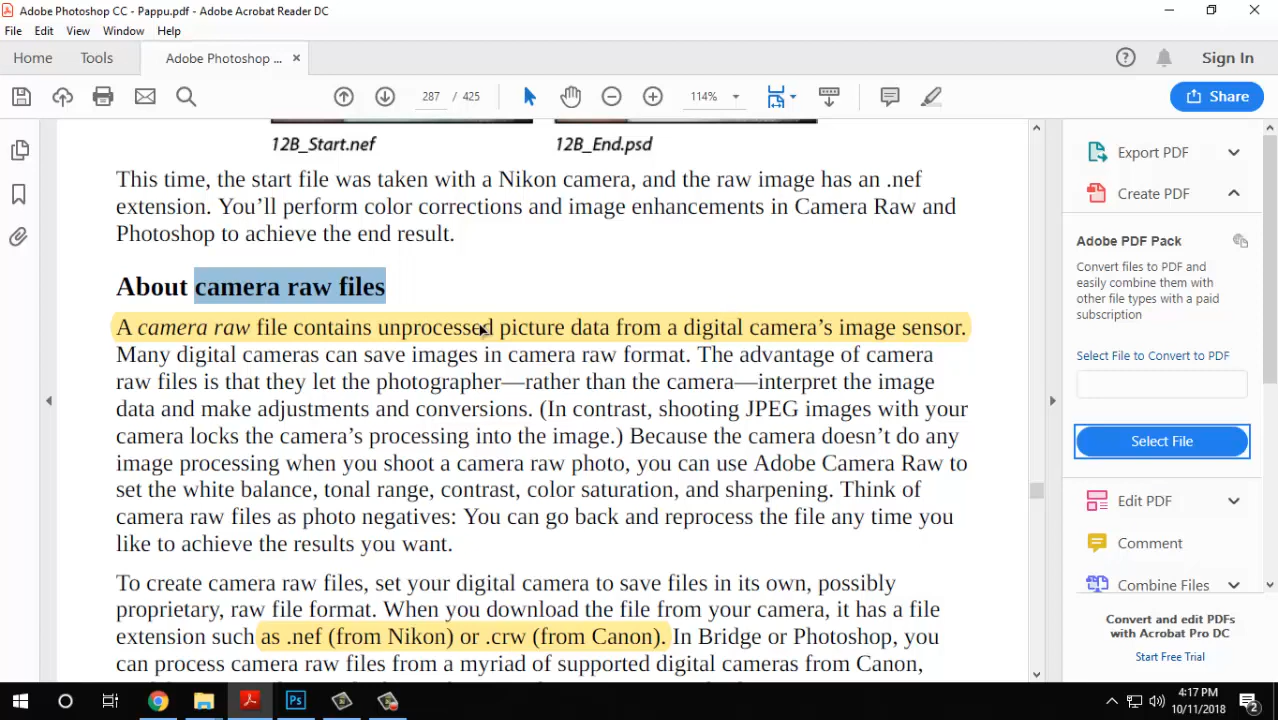 Adobe Photoshop CC - Pappu.pdf - Adobe Acrobat Reader DC
File Edit View Window Help
Home Tools Adobe Photoshop ... × Sign In
287 / 425 114% Share
12B_Start.nef 12B_End.psd
This time, the start file was taken with a Nikon camera, and the raw image has an .nef
extension. You’ll perform color corrections and image enhancements in Camera Raw and
Photoshop to achieve the end result.
About camera raw files
A camera raw file contains unprocessed picture data from a digital camera’s image sensor.
Many digital cameras can save images in camera raw format. The advantage of camera
raw files is that they let the photographer—rather than the camera—interpret the image
data and make adjustments and conversions. (In contrast, shooting JPEG images with your
camera locks the camera’s processing into the image.) Because the camera doesn’t do any
image processing when you shoot a camera raw photo, you can use Adobe Camera Raw to
set the white balance, tonal range, contrast, color saturation, and sharpening. Think of
camera raw files as photo negatives: You can go back and reprocess the file any time you
like to achieve the results you want.
To create camera raw files, set your digital camera to save files in its own, possibly
proprietary, raw file format. When you download the file from your camera, it has a file
extension such as .nef (from Nikon) or .crw (from Canon). In Bridge or Photoshop, you
can process camera raw files from a myriad of supported digital cameras from Canon,
Export PDF
Create PDF
Adobe PDF Pack
Convert files to PDF and
easily combine them with
other file types with a paid
subscription
Select File to Convert to PDF
Select File
Edit PDF
Comment
Combine Files
Convert and edit PDFs
with Acrobat Pro DC
Start Free Trial
Ps
4:17 PM
10/11/2018
2